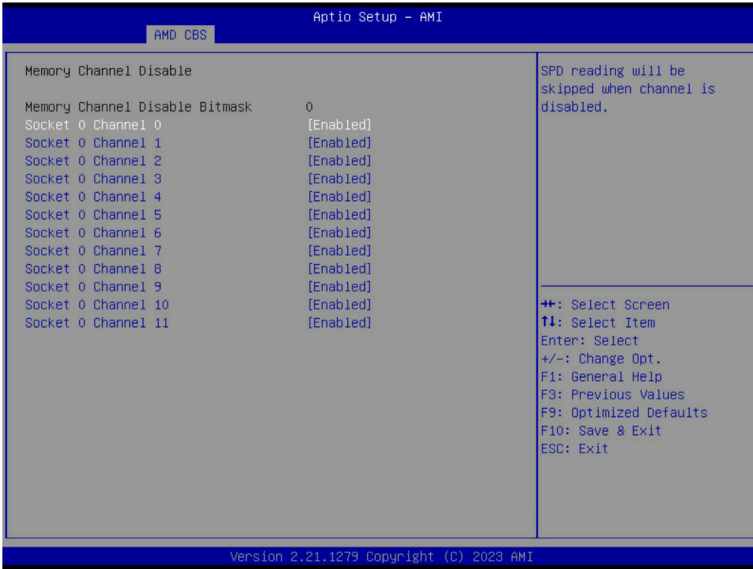 Aptio Setup – AMI
AMD CBS
Memory Channel Disable
Memory Channel Disable Bitmask 0
Socket 0 Channel 0 [Enabled]
Socket 0 Channel 1 [Enabled]
Socket 0 Channel 2 [Enabled]
Socket 0 Channel 3 [Enabled]
Socket 0 Channel 4 [Enabled]
Socket 0 Channel 5 [Enabled]
Socket 0 Channel 6 [Enabled]
Socket 0 Channel 7 [Enabled]
Socket 0 Channel 8 [Enabled]
Socket 0 Channel 9 [Enabled]
Socket 0 Channel 10 [Enabled]
Socket 0 Channel 11 [Enabled]
SPD reading will be
skipped when channel is
disabled.
→←: Select Screen
↑↓: Select Item
Enter: Select
+/-: Change Opt.
F1: General Help
F3: Previous Values
F9: Optimized Defaults
F10: Save & Exit
ESC: Exit
Version 2.21.1279 Copyright (C) 2023 AMI